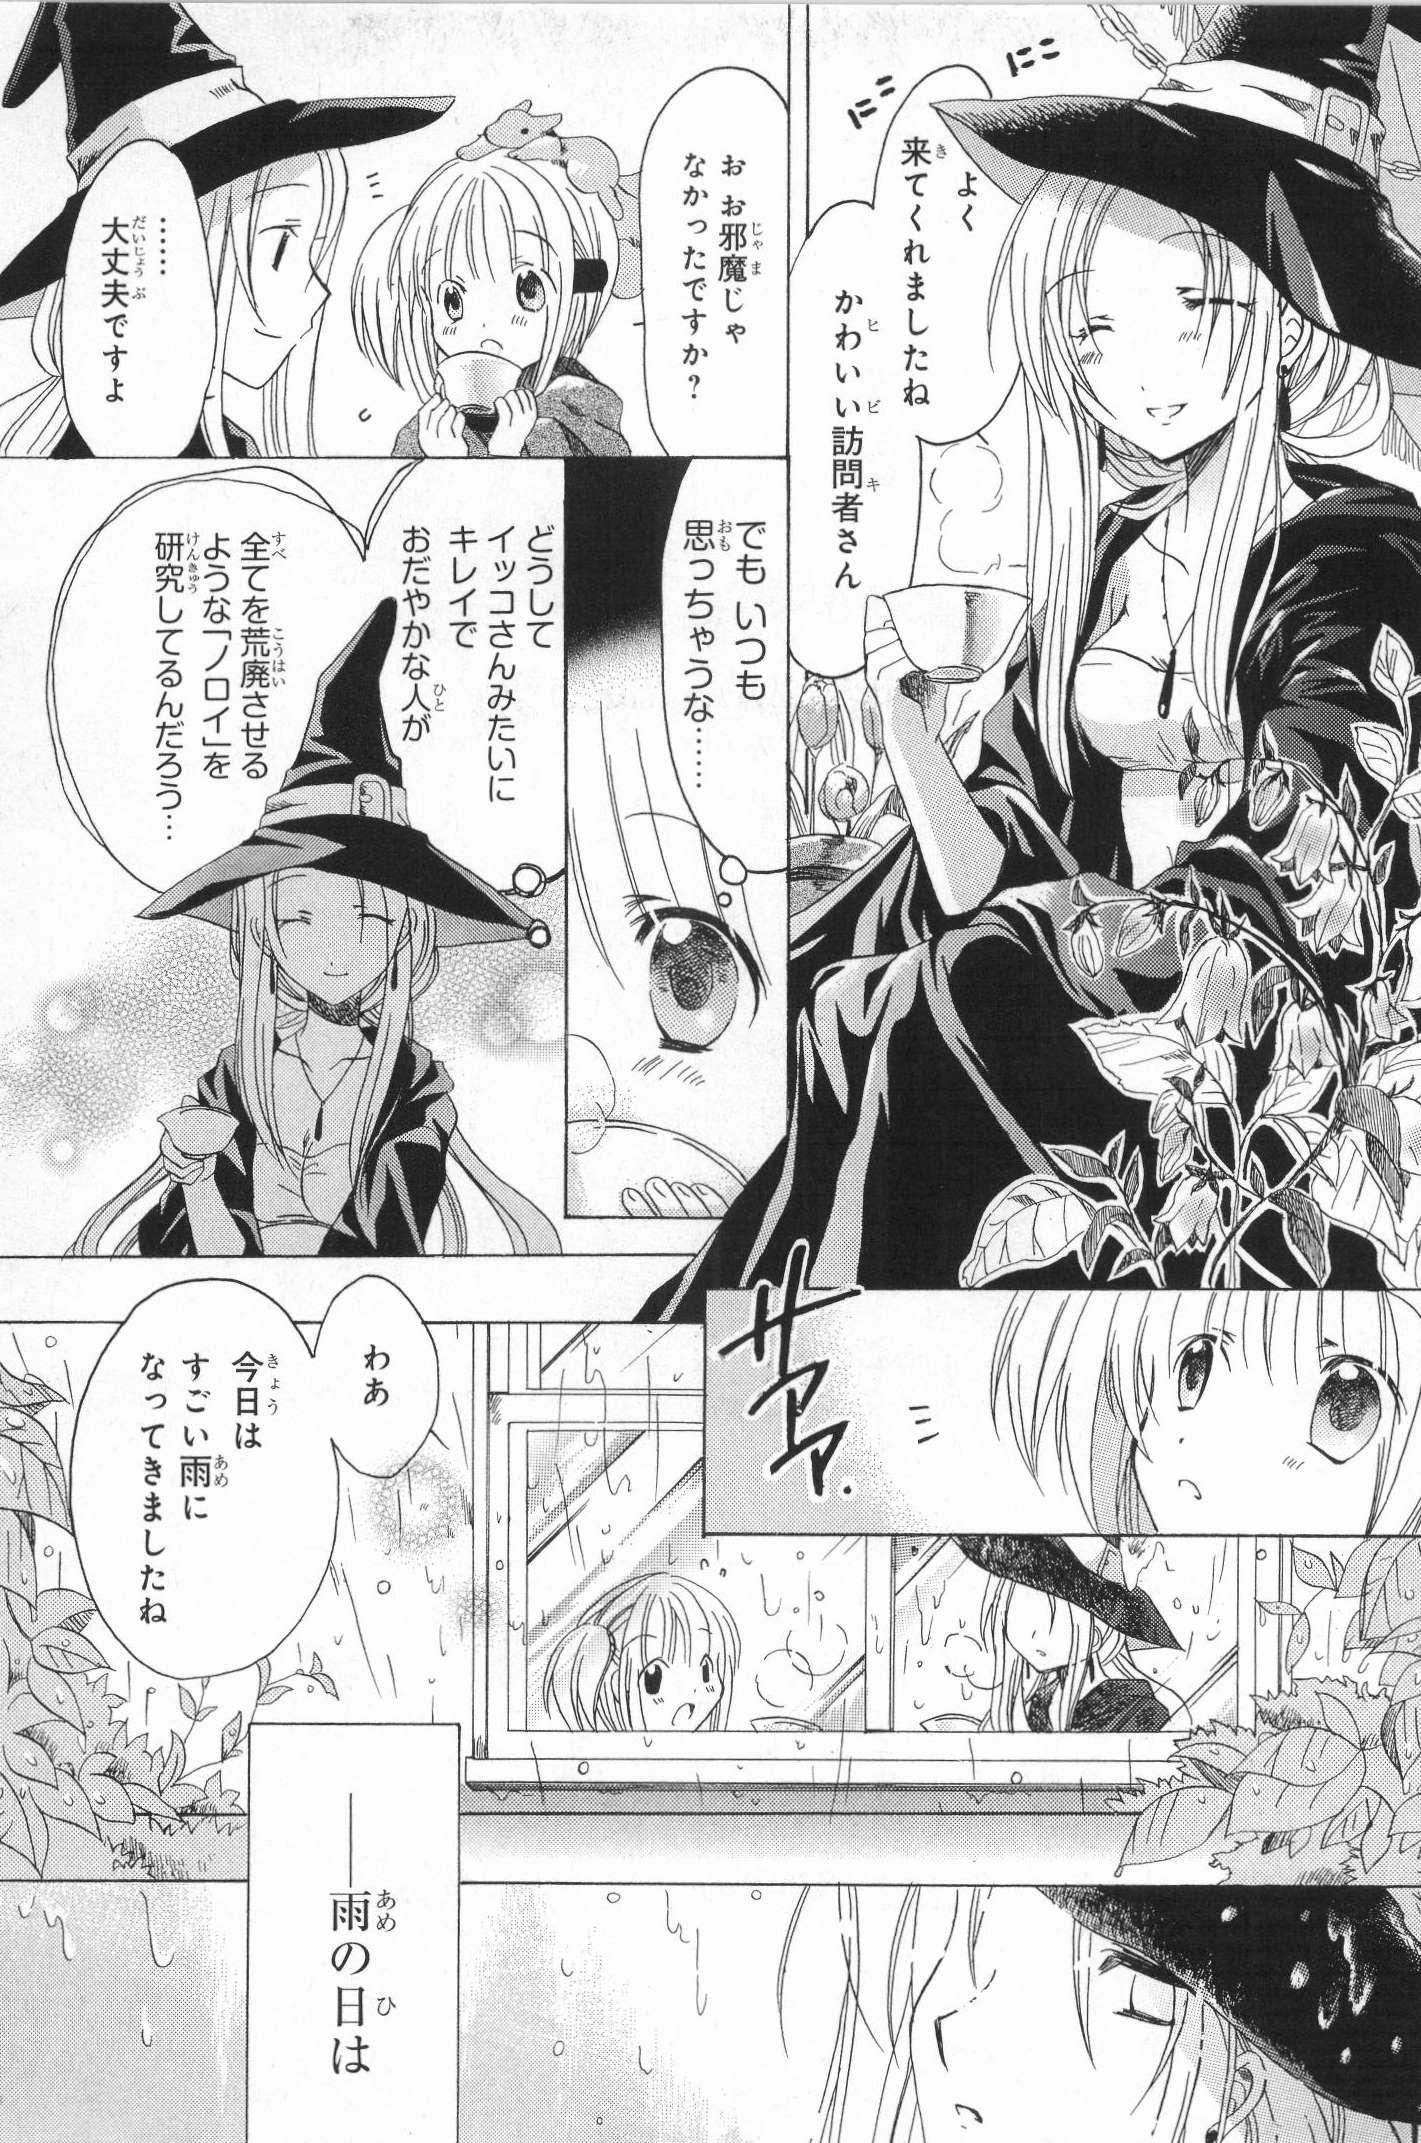 ニコ
ニコ
よく
来てくれましたね
かわいい訪問者さん
お お邪魔じゃ
なかったですか?
……
大丈夫ですよ
でも いつも
思っちゃうな……
どうして
イッコさんみたいに
キレイで
おだやかな人が
全てを荒廃させる
ような「ノロイ」を
研究してるんだろう…
サァァァ.
わあ
今日は
すごい雨に
なってきましたね
――雨の日は